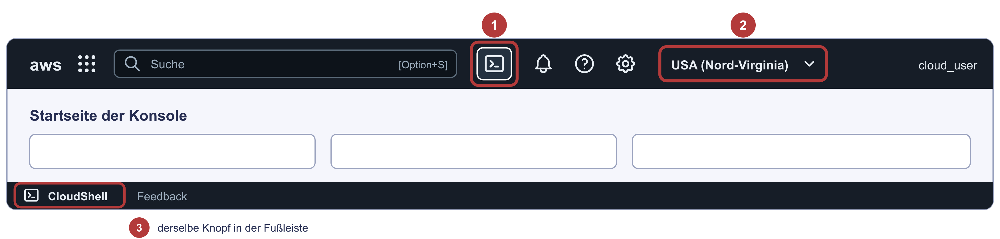 1
2
aws
Suche [Option+S]
USA (Nord-Virginia)
cloud_user
Startseite der Konsole
CloudShell
Feedback
3 derselbe Knopf in der Fußleiste